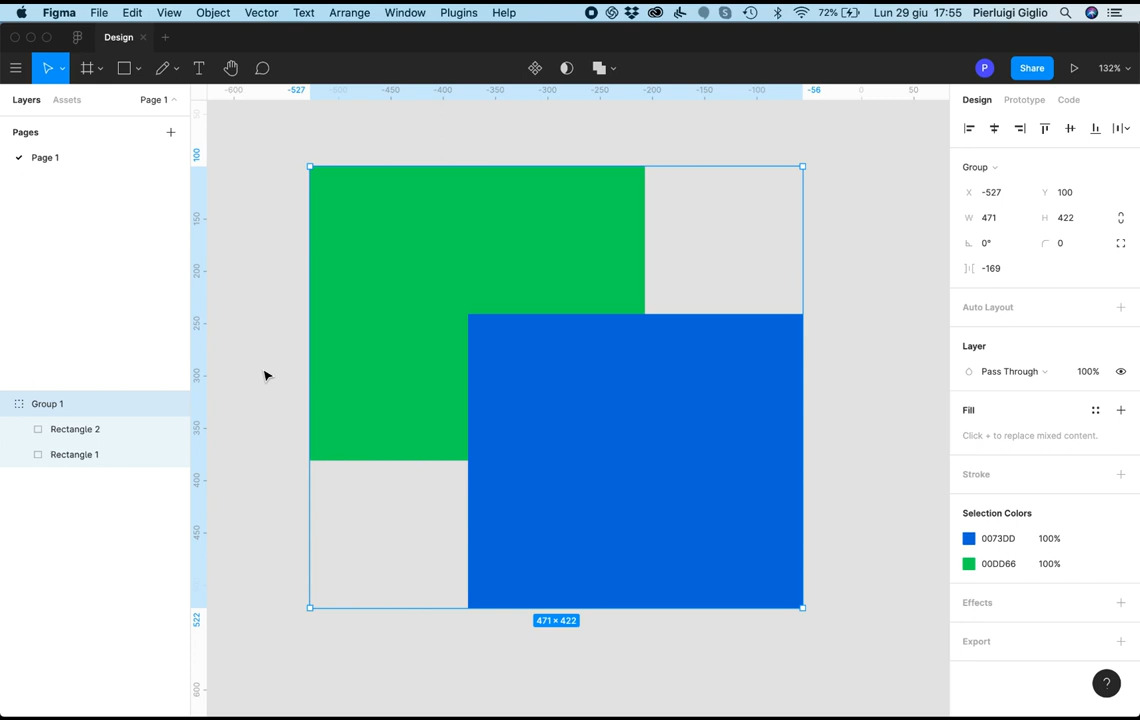 Figma File Edit View Object Vector Text Arrange Window Plugins Help 72% Lun 29 giu 17:55 Pierluigi Giglio
Design
P Share 132%
Layers Assets Page 1
Pages
Page 1
Group 1
Rectangle 2
Rectangle 1
-600 -527 -500 -450 -400 -350 -300 -250 -200 -150 -100 -56 0 50
50
100
150
200
250
300
350
400
450
522
600
471 × 422
Design Prototype Code
Group
X -527 Y 100
W 471 H 422
0° 0
-169
Auto Layout
Layer
Pass Through 100%
Fill
Click + to replace mixed content.
Stroke
Selection Colors
0073DD 100%
00DD66 100%
Effects
Export
?